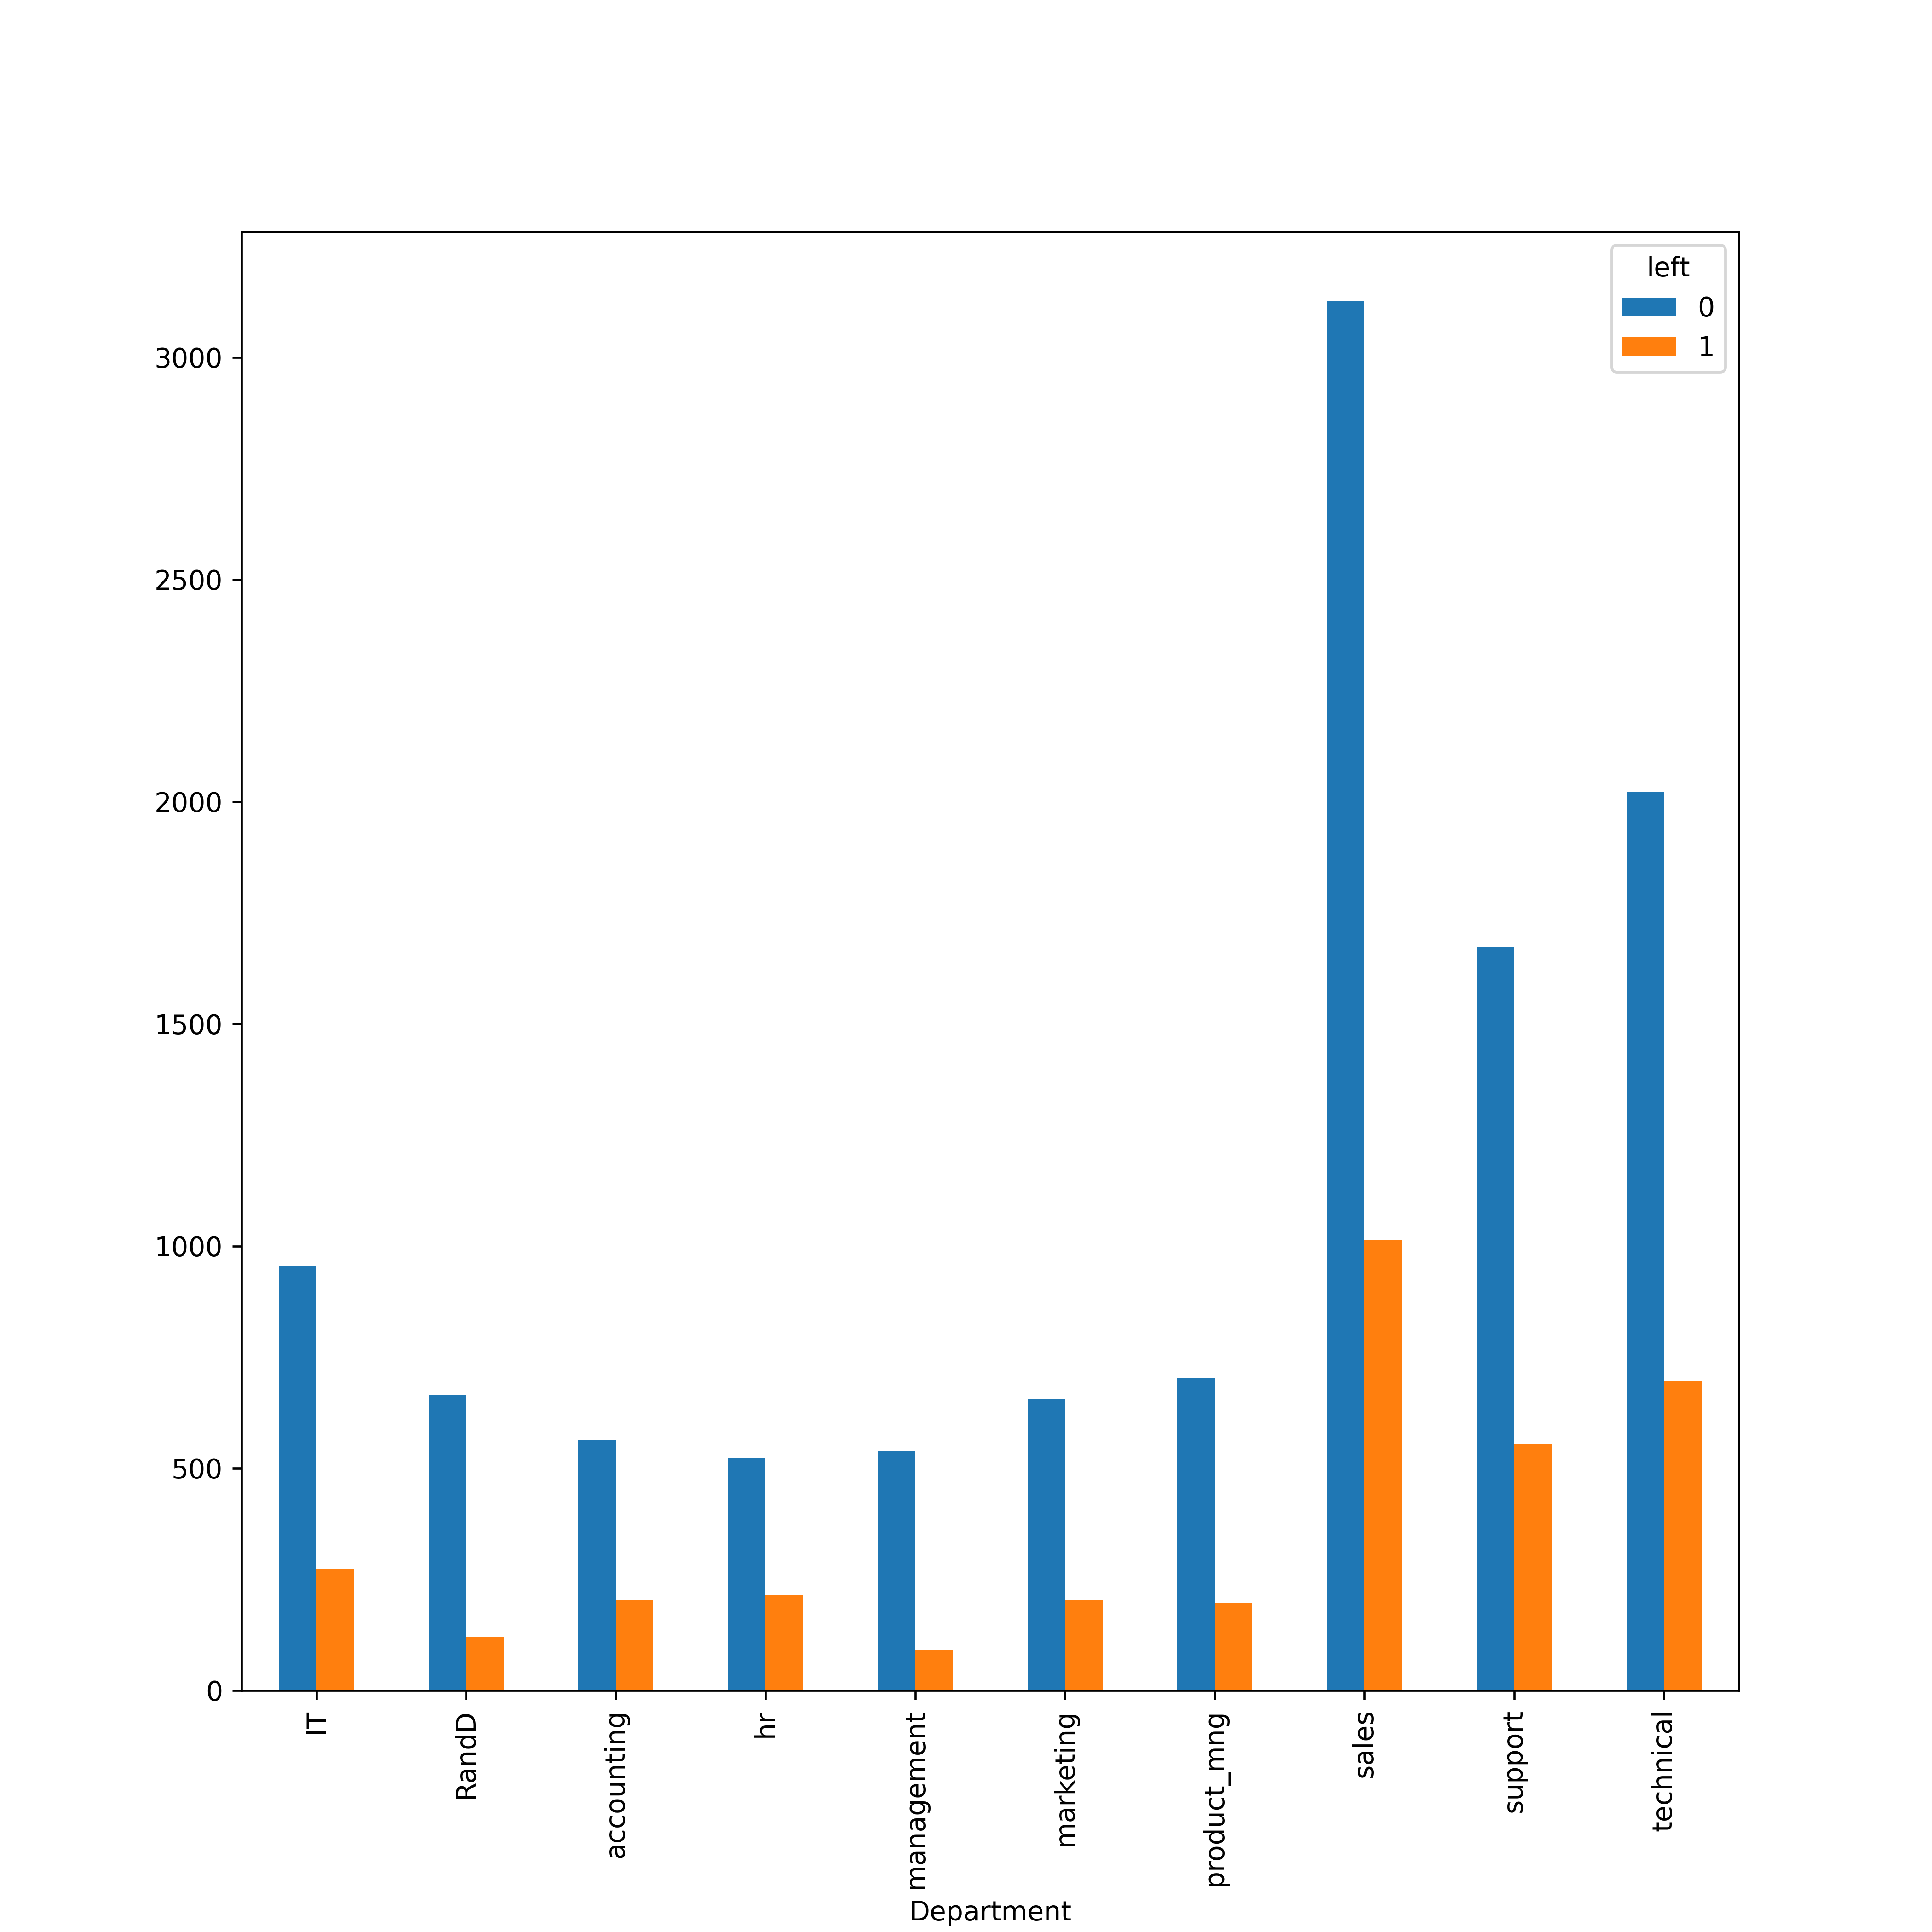 left
0
1
3000
2500
2000
1500
1000
500
0
IT
RandD
accounting
hr
management
marketing
product_mng
sales
support
technical
Department